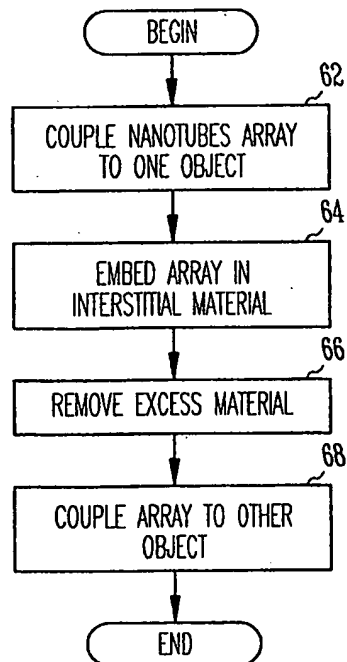 BEGIN
62
COUPLE NANOTUBES ARRAY
TO ONE OBJECT
64
EMBED ARRAY IN
INTERSTITIAL MATERIAL
66
REMOVE EXCESS MATERIAL
68
COUPLE ARRAY TO OTHER
OBJECT
END